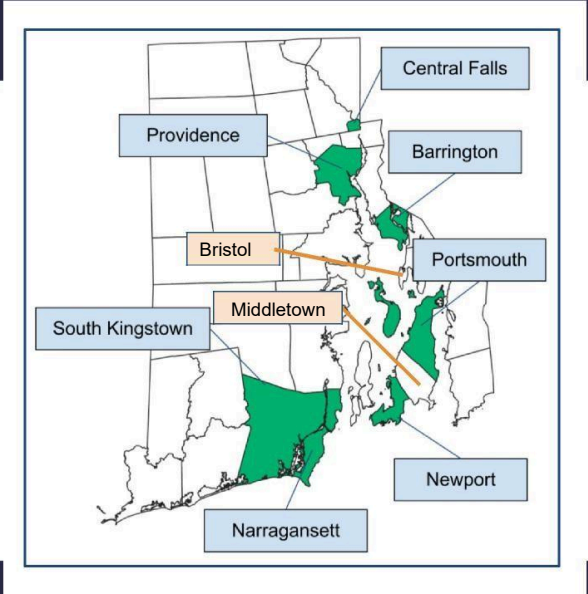 Central Falls
Providence
Barrington
Bristol
Portsmouth
Middletown
South Kingstown
Newport
Narragansett